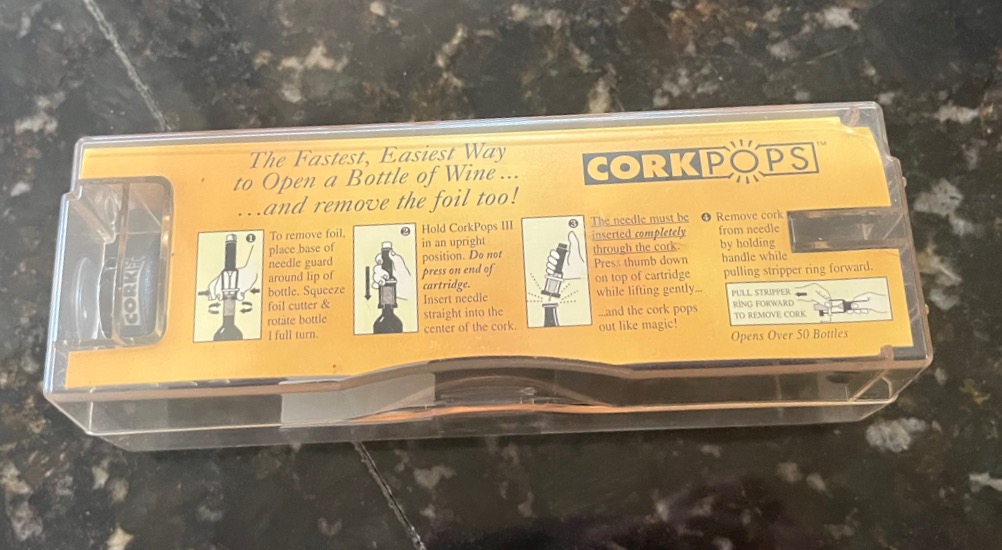 The Fastest, Easiest Way
to Open a Bottle of Wine...
...and remove the foil too!
CORKPOPS™
1
To remove foil,
place base of
needle guard
around lip of
bottle. Squeeze
foil cutter &
rotate bottle
1 full turn.
2
Hold CorkPops III
in an upright
position. Do not
press on end of
cartridge.
Insert needle
straight into the
center of the cork.
3
The needle must be
inserted completely
through the cork.
Press thumb down
on top of cartridge
while lifting gently...
...and the cork pops
out like magic!
4 Remove cork
from needle
by holding
handle while
pulling stripper ring forward.
PULL STRIPPER
RING FORWARD
TO REMOVE CORK
Opens Over 50 Bottles